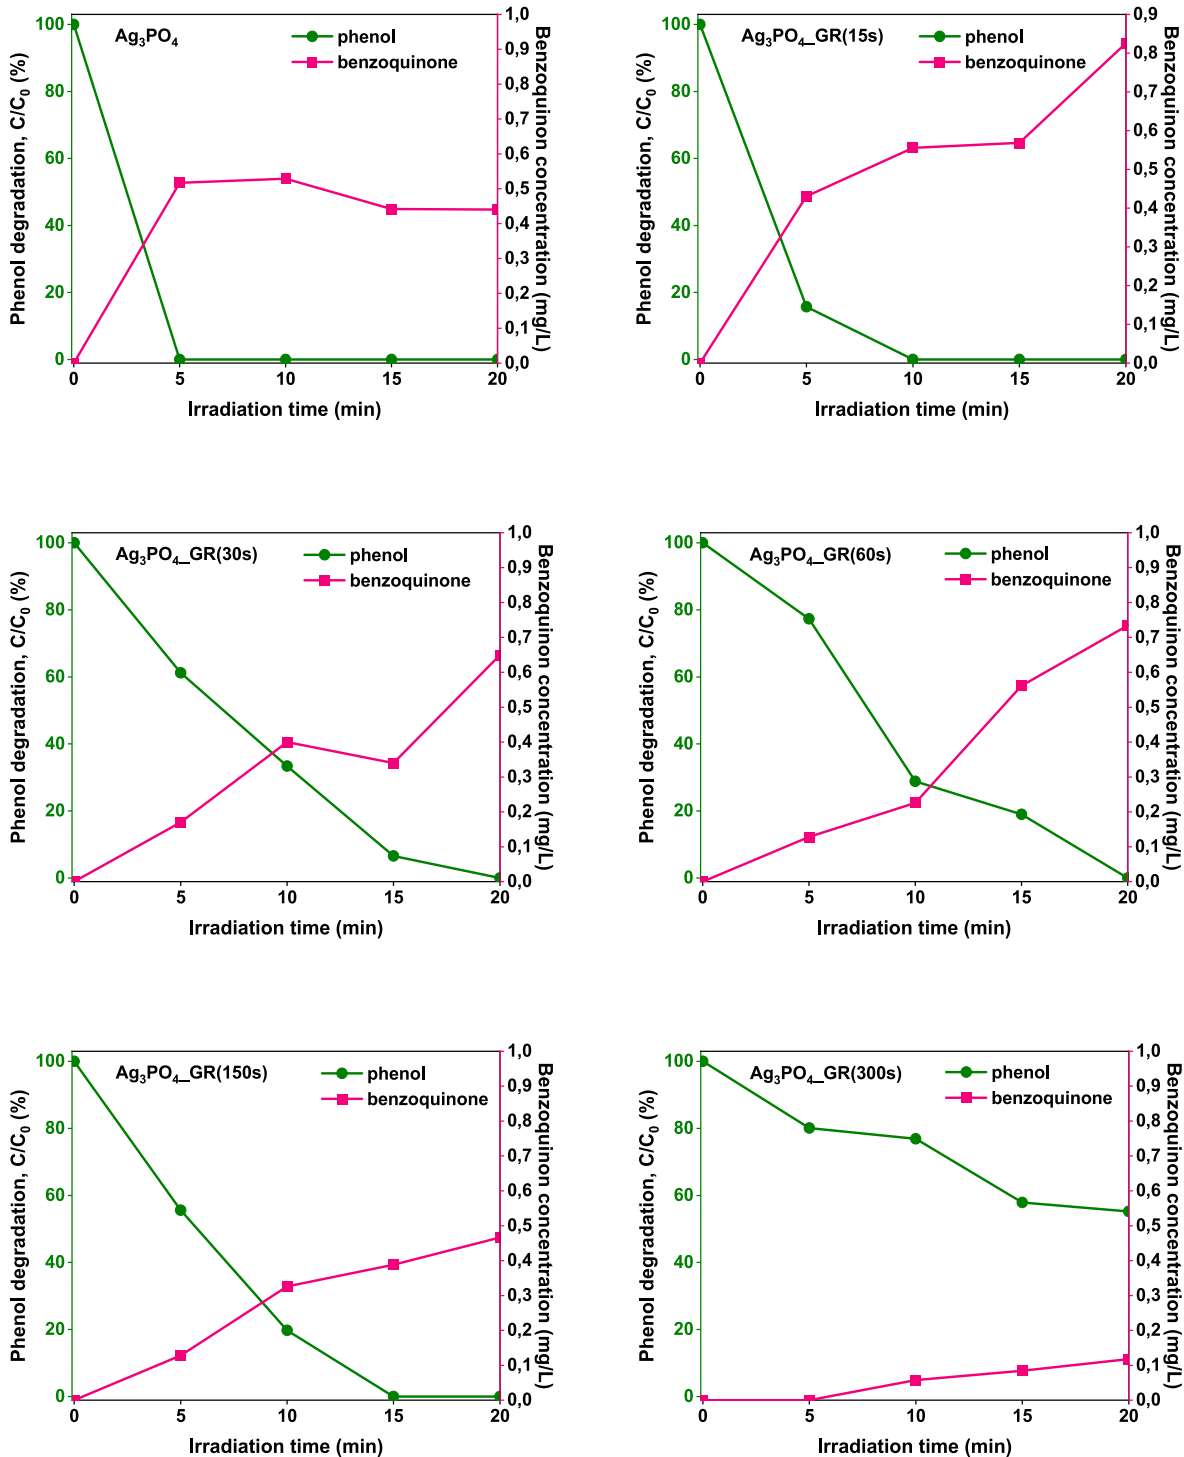 Ag₃PO₄
phenol
benzoquinone
Phenol degradation, C/C₀ (%)
100
80
60
40
20
0
1,0
0,9
0,8
0,7
0,6
0,5
0,4
0,3
0,2
0,1
0,0
Benzoquinon concentration (mg/L)
0 5 10 15 20
Irradiation time (min)
Ag₃PO₄_GR(15s)
phenol
benzoquinone
Phenol degradation, C/C₀ (%)
100
80
60
40
20
0
0,9
0,8
0,7
0,6
0,5
0,4
0,3
0,2
0,1
0,0
Benzoquinon concentration (mg/L)
0 5 10 15 20
Irradiation time (min)
Ag₃PO₄_GR(30s)
phenol
benzoquinone
Phenol degradation, C/C₀ (%)
100
80
60
40
20
0
1,0
0,9
0,8
0,7
0,6
0,5
0,4
0,3
0,2
0,1
0,0
Benzoquinon concentration (mg/L)
0 5 10 15 20
Irradiation time (min)
Ag₃PO₄_GR(60s)
phenol
benzoquinone
Phenol degradation, C/C₀ (%)
100
80
60
40
20
0
1,0
0,9
0,8
0,7
0,6
0,5
0,4
0,3
0,2
0,1
0,0
Benzoquinon concentration (mg/L)
0 5 10 15 20
Irradiation time (min)
Ag₃PO₄_GR(150s)
phenol
benzoquinone
Phenol degradation, C/C₀ (%)
100
80
60
40
20
0
1,0
0,9
0,8
0,7
0,6
0,5
0,4
0,3
0,2
0,1
0,0
Benzoquinon concentration (mg/L)
0 5 10 15 20
Irradiation time (min)
Ag₃PO₄_GR(300s)
phenol
benzoquinone
Phenol degradation, C/C₀ (%)
100
80
60
40
20
0
1,0
0,9
0,8
0,7
0,6
0,5
0,4
0,3
0,2
0,1
0,0
Benzoquinon concentration (mg/L)
0 5 10 15 20
Irradiation time (min)